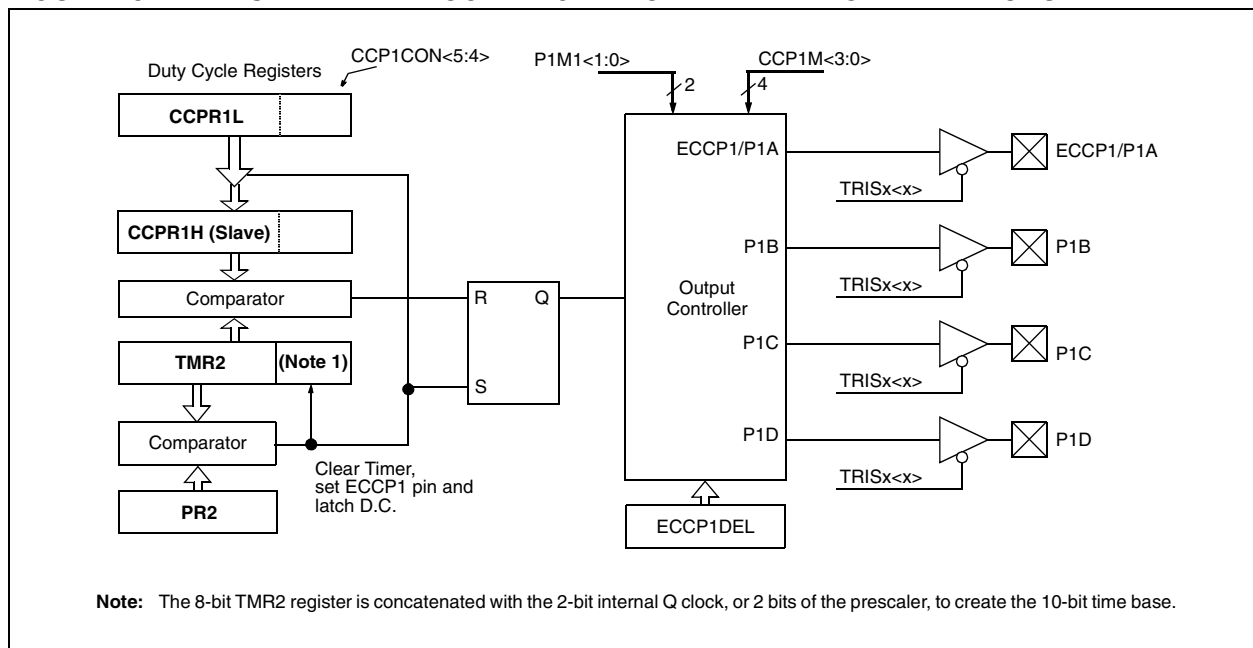 Duty Cycle Registers
CCP1CON<5:4>
CCPR1L
CCPR1H (Slave)
Comparator
TMR2
(Note 1)
Comparator
PR2
Clear Timer,
set ECCP1 pin and
latch D.C.
R
Q
S
P1M1<1:0>
2
CCP1M<3:0>
4
Output
Controller
ECCP1/P1A
P1B
P1C
P1D
ECCP1DEL
TRISx<x>
ECCP1/P1A
TRISx<x>
P1B
TRISx<x>
P1C
TRISx<x>
P1D
Note: The 8-bit TMR2 register is concatenated with the 2-bit internal Q clock, or 2 bits of the prescaler, to create the 10-bit time base.